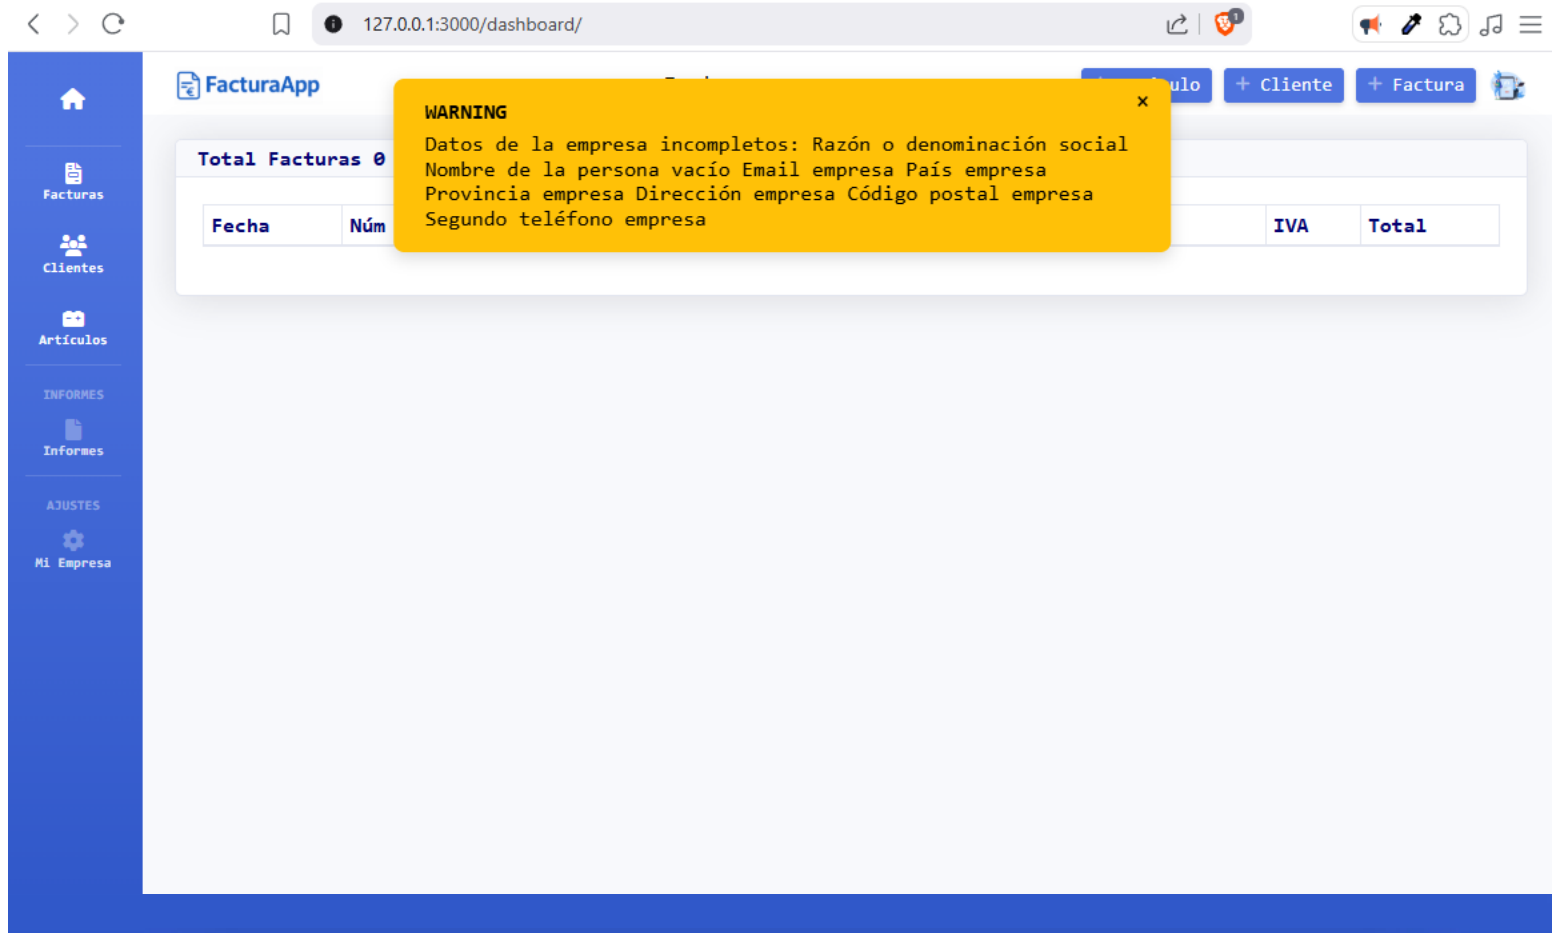 127.0.0.1:3000/dashboard/
1
FacturaApp
ulo
+ Cliente
+ Factura
WARNING
×
Datos de la empresa incompletos: Razón o denominación social
Nombre de la persona vacío Email empresa País empresa
Provincia empresa Dirección empresa Código postal empresa
Segundo teléfono empresa
Total Facturas 0
Fecha
Núm
IVA
Total
Facturas
Clientes
Artículos
INFORMES
Informes
AJUSTES
Mi Empresa